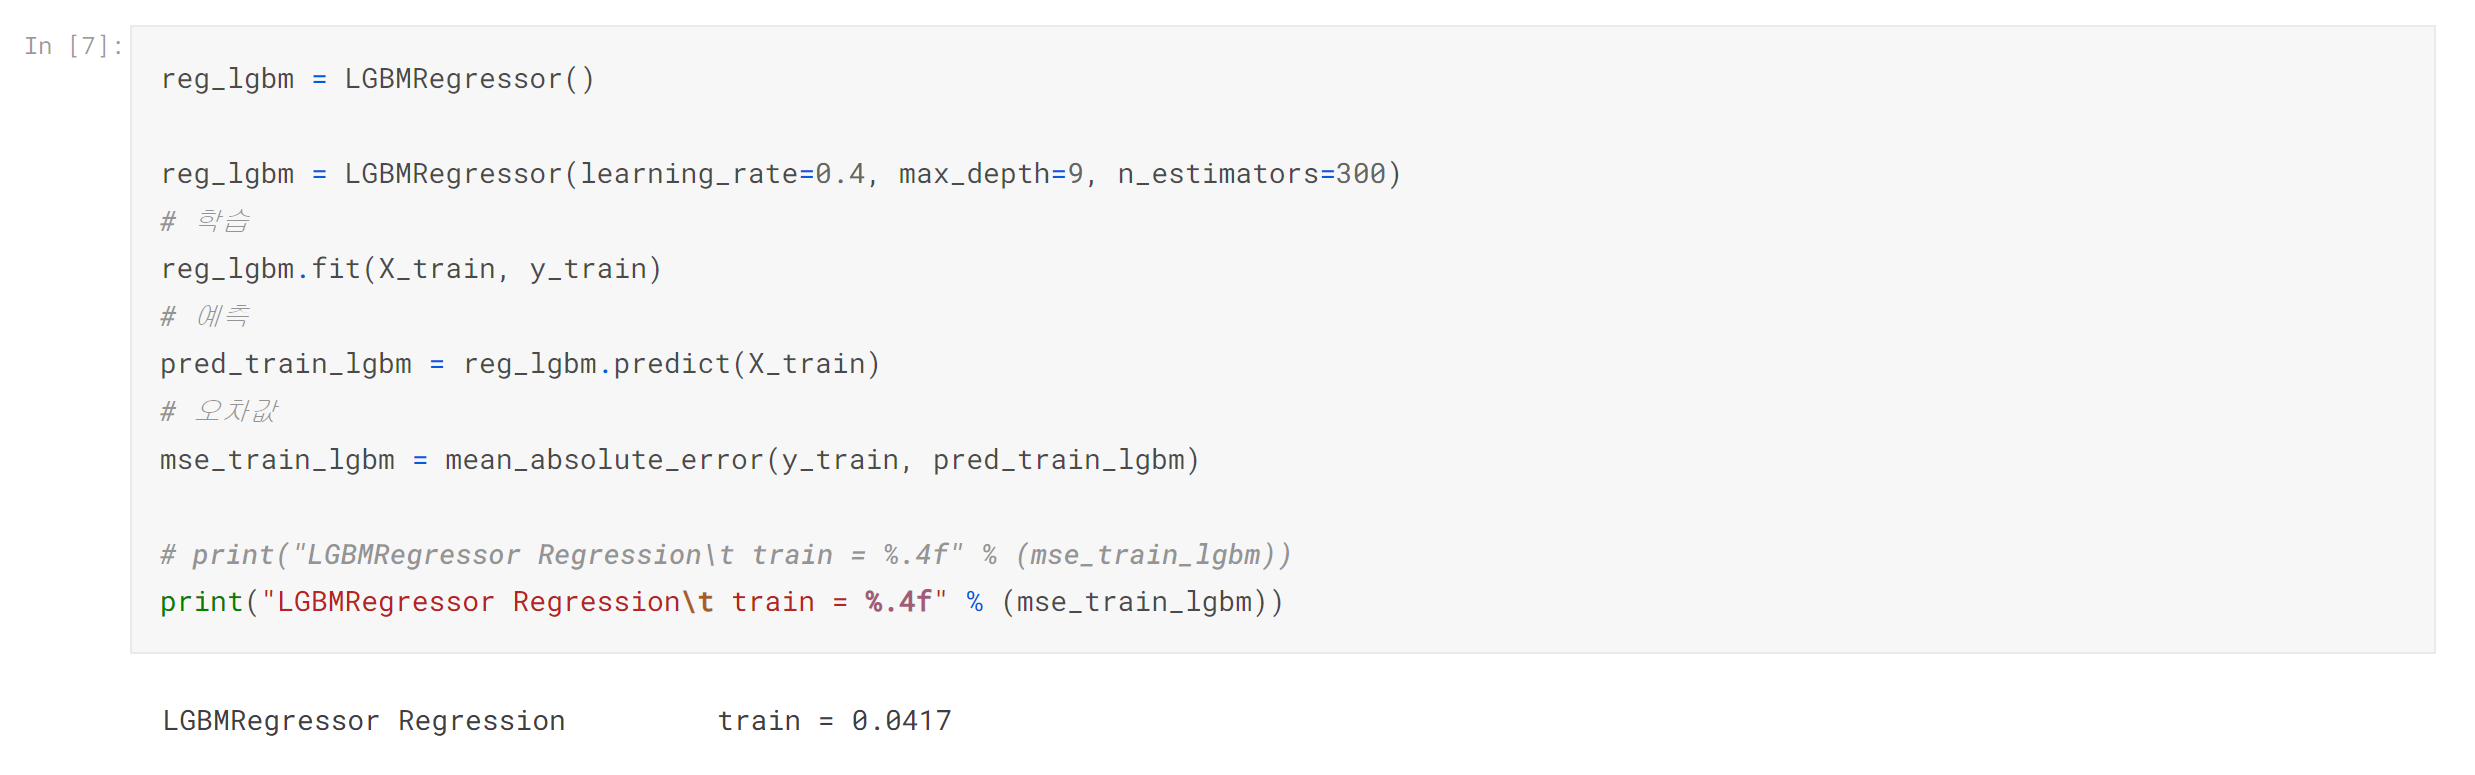 In [7]:
reg_lgbm = LGBMRegressor()
reg_lgbm = LGBMRegressor(learning_rate=0.4, max_depth=9, n_estimators=300)
# 학습
reg_lgbm.fit(X_train, y_train)
# 예측
pred_train_lgbm = reg_lgbm.predict(X_train)
# 오차값
mse_train_lgbm = mean_absolute_error(y_train, pred_train_lgbm)
# print("LGBMRegressor Regression\t train = %.4f" % (mse_train_lgbm))
print("LGBMRegressor Regression\t train = %.4f" % (mse_train_lgbm))
LGBMRegressor Regression	 train = 0.0417